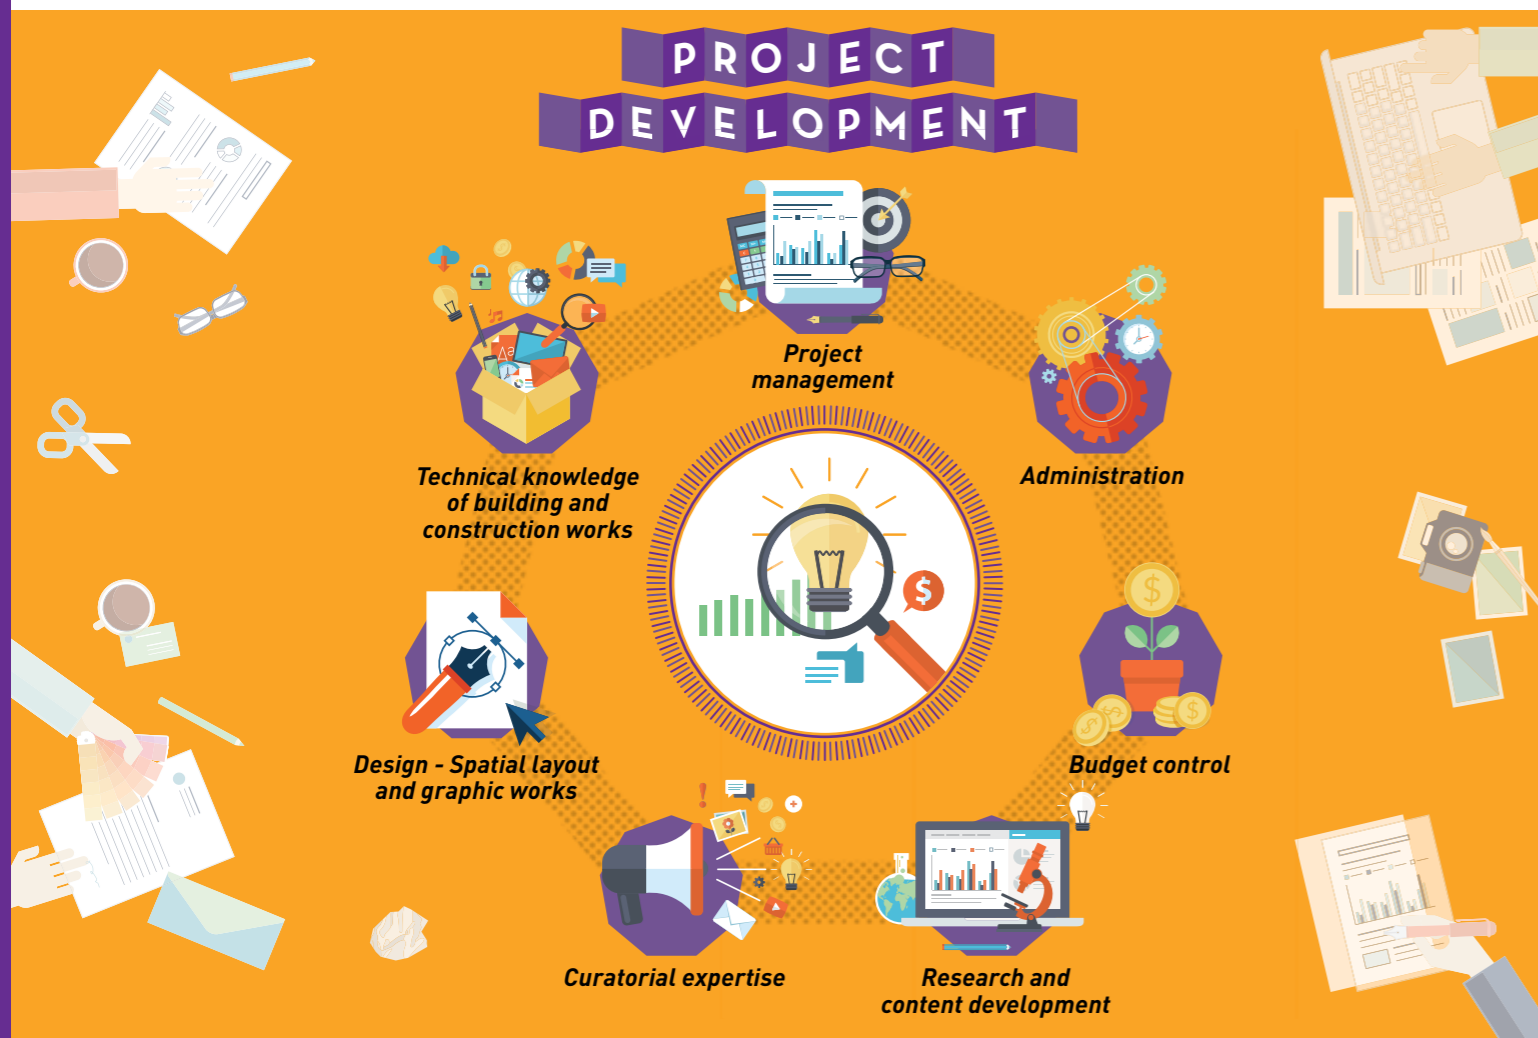 PROJECT
DEVELOPMENT
Project
management
Administration
Technical knowledge
of building and
construction works
Budget control
Design - Spatial layout
and graphic works
Curatorial expertise
Research and
content development